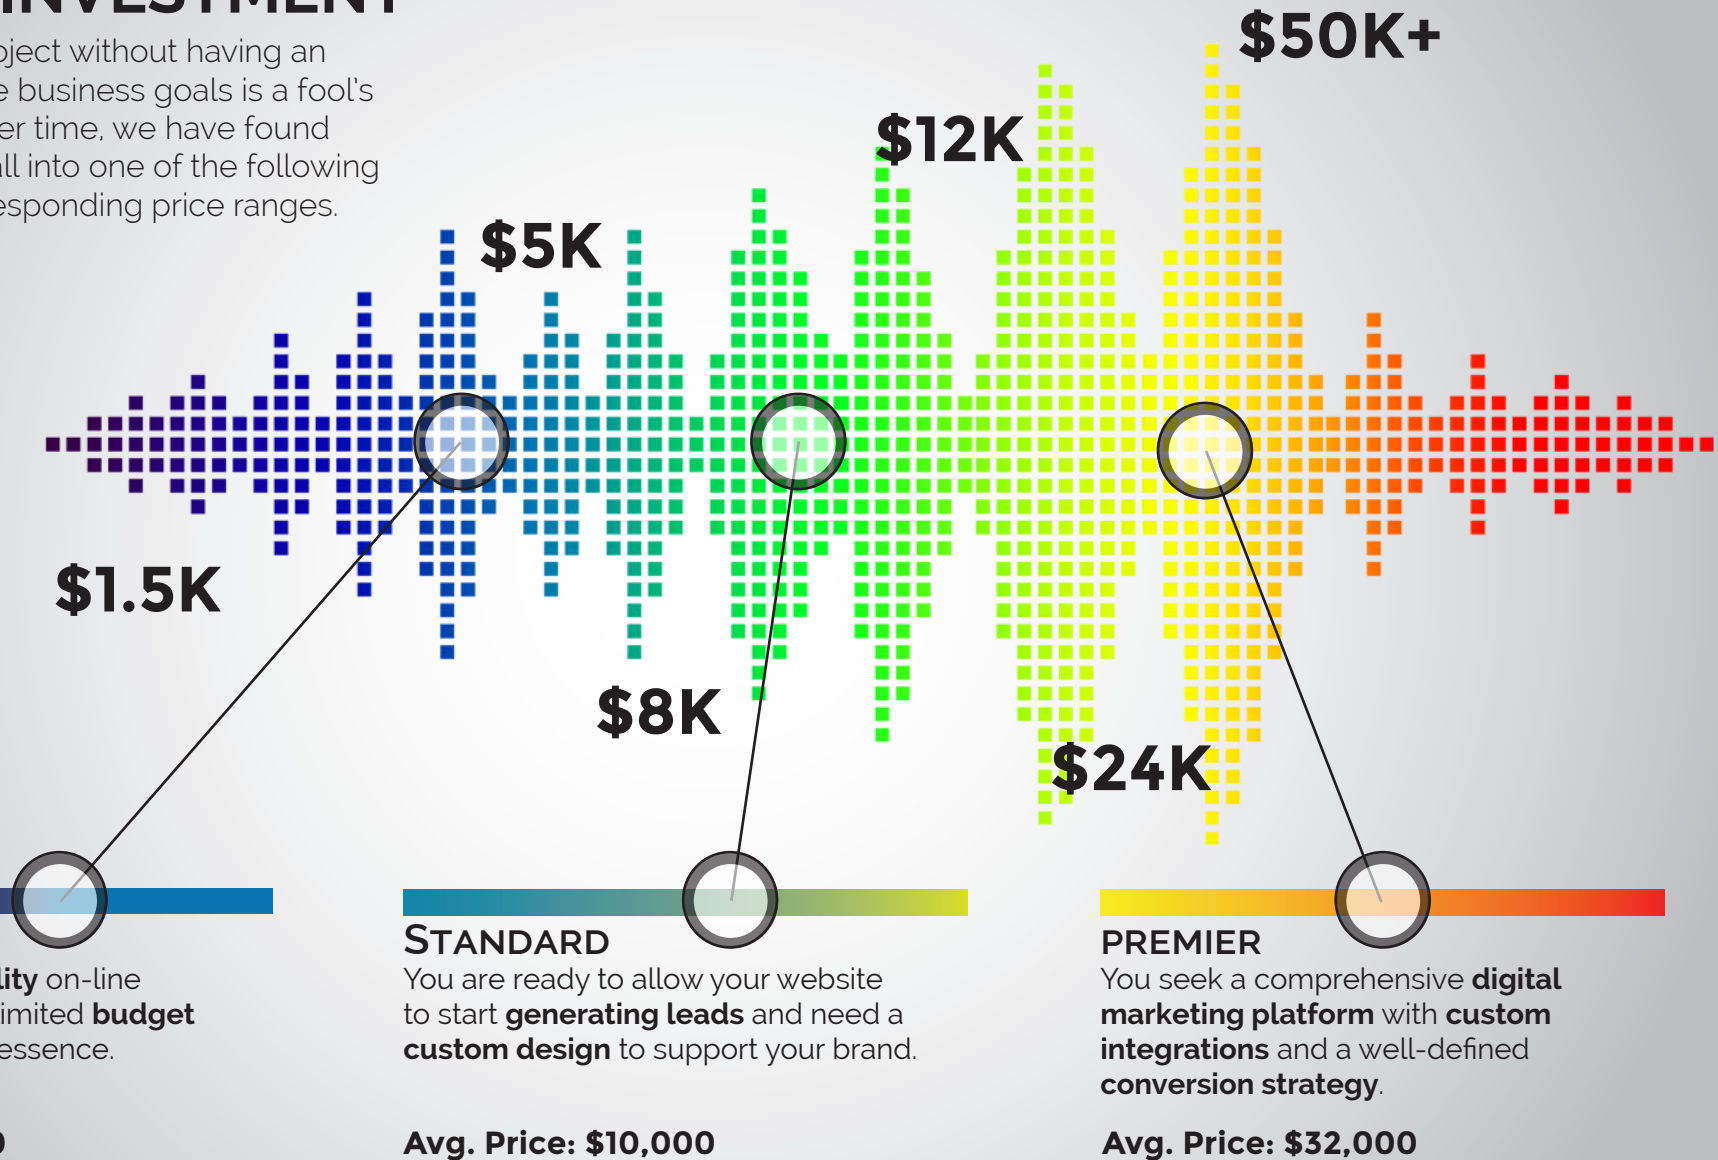 INVESTMENT
oject without having an
e business goals is a fool's
er time, we have found
all into one of the following
esponding price ranges.
$50K+
$12K
$5K
$1.5K
$8K
$24K
lity on-line
imited budget
essence.
STANDARD
You are ready to allow your website
to start generating leads and need a
custom design to support your brand.
Avg. Price: $10,000
PREMIER
You seek a comprehensive digital
marketing platform with custom
integrations and a well-defined
conversion strategy.
Avg. Price: $32,000